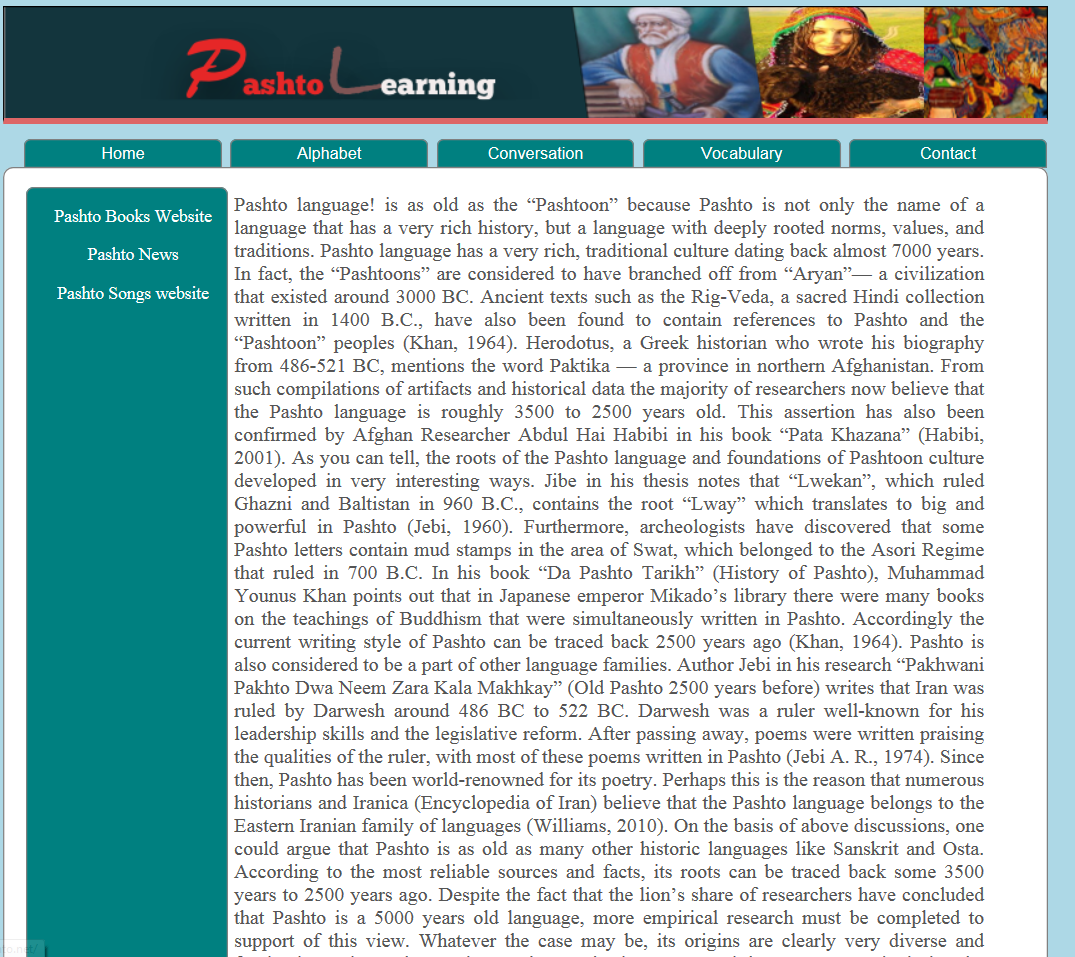 Pashto Learning
Home
Alphabet
Conversation
Vocabulary
Contact
Pashto Books Website
Pashto News
Pashto Songs website
Pashto language! is as old as the “Pashtoon” because Pashto is not only the name of a
language that has a very rich history, but a language with deeply rooted norms, values, and
traditions. Pashto language has a very rich, traditional culture dating back almost 7000 years.
In fact, the “Pashtoons” are considered to have branched off from “Aryan”— a civilization
that existed around 3000 BC. Ancient texts such as the Rig-Veda, a sacred Hindi collection
written in 1400 B.C., have also been found to contain references to Pashto and the
“Pashtoon” peoples (Khan, 1964). Herodotus, a Greek historian who wrote his biography
from 486-521 BC, mentions the word Paktika — a province in northern Afghanistan. From
such compilations of artifacts and historical data the majority of researchers now believe that
the Pashto language is roughly 3500 to 2500 years old. This assertion has also been
confirmed by Afghan Researcher Abdul Hai Habibi in his book “Pata Khazana” (Habibi,
2001). As you can tell, the roots of the Pashto language and foundations of Pashtoon culture
developed in very interesting ways. Jibe in his thesis notes that “Lwekan”, which ruled
Ghazni and Baltistan in 960 B.C., contains the root “Lway” which translates to big and
powerful in Pashto (Jebi, 1960). Furthermore, archeologists have discovered that some
Pashto letters contain mud stamps in the area of Swat, which belonged to the Asori Regime
that ruled in 700 B.C. In his book “Da Pashto Tarikh” (History of Pashto), Muhammad
Younus Khan points out that in Japanese emperor Mikado’s library there were many books
on the teachings of Buddhism that were simultaneously written in Pashto. Accordingly the
current writing style of Pashto can be traced back 2500 years ago (Khan, 1964). Pashto is
also considered to be a part of other language families. Author Jebi in his research “Pakhwani
Pakhto Dwa Neem Zara Kala Makhkay” (Old Pashto 2500 years before) writes that Iran was
ruled by Darwesh around 486 BC to 522 BC. Darwesh was a ruler well-known for his
leadership skills and the legislative reform. After passing away, poems were written praising
the qualities of the ruler, with most of these poems written in Pashto (Jebi A. R., 1974). Since
then, Pashto has been world-renowned for its poetry. Perhaps this is the reason that numerous
historians and Iranica (Encyclopedia of Iran) believe that the Pashto language belongs to the
Eastern Iranian family of languages (Williams, 2010). On the basis of above discussions, one
could argue that Pashto is as old as many other historic languages like Sanskrit and Osta.
According to the most reliable sources and facts, its roots can be traced back some 3500
years to 2500 years ago. Despite the fact that the lion’s share of researchers have concluded
that Pashto is a 5000 years old language, more empirical research must be completed to
support of this view. Whatever the case may be, its origins are clearly very diverse and